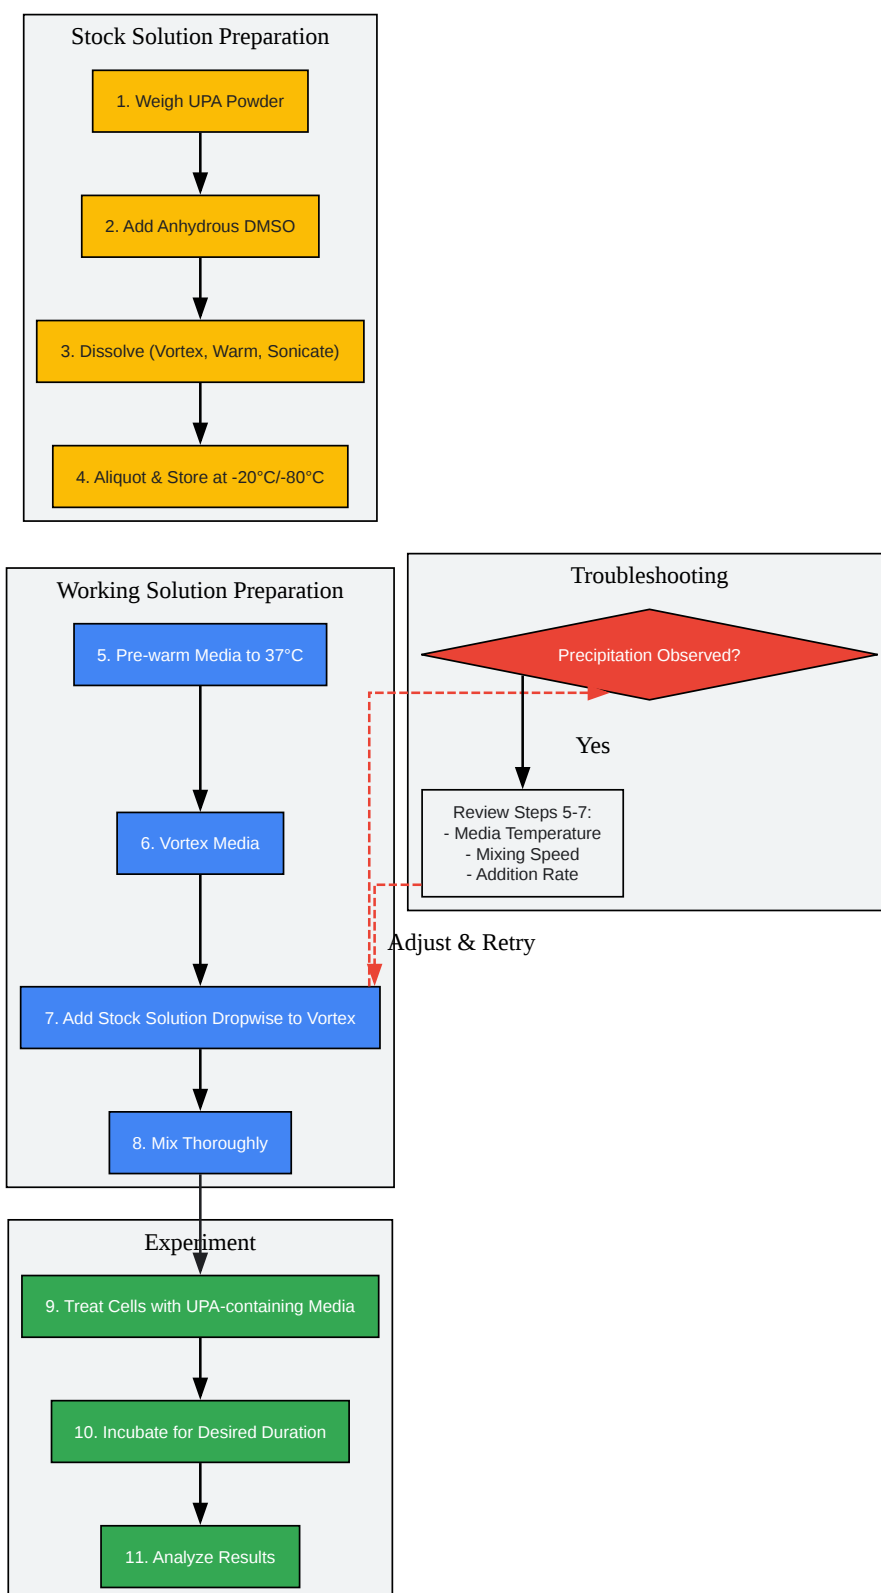 Stock Solution Preparation
1. Weigh UPA Powder
2. Add Anhydrous DMSO
3. Dissolve (Vortex, Warm, Sonicate)
4. Aliquot & Store at -20°C/-80°C
Working Solution Preparation
5. Pre-warm Media to 37°C
6. Vortex Media
7. Add Stock Solution Dropwise to Vortex
8. Mix Thoroughly
Troubleshooting
Precipitation Observed?
Yes
Review Steps 5-7:
- Media Temperature
- Mixing Speed
- Addition Rate
Adjust & Retry
Experiment
9. Treat Cells with UPA-containing Media
10. Incubate for Desired Duration
11. Analyze Results